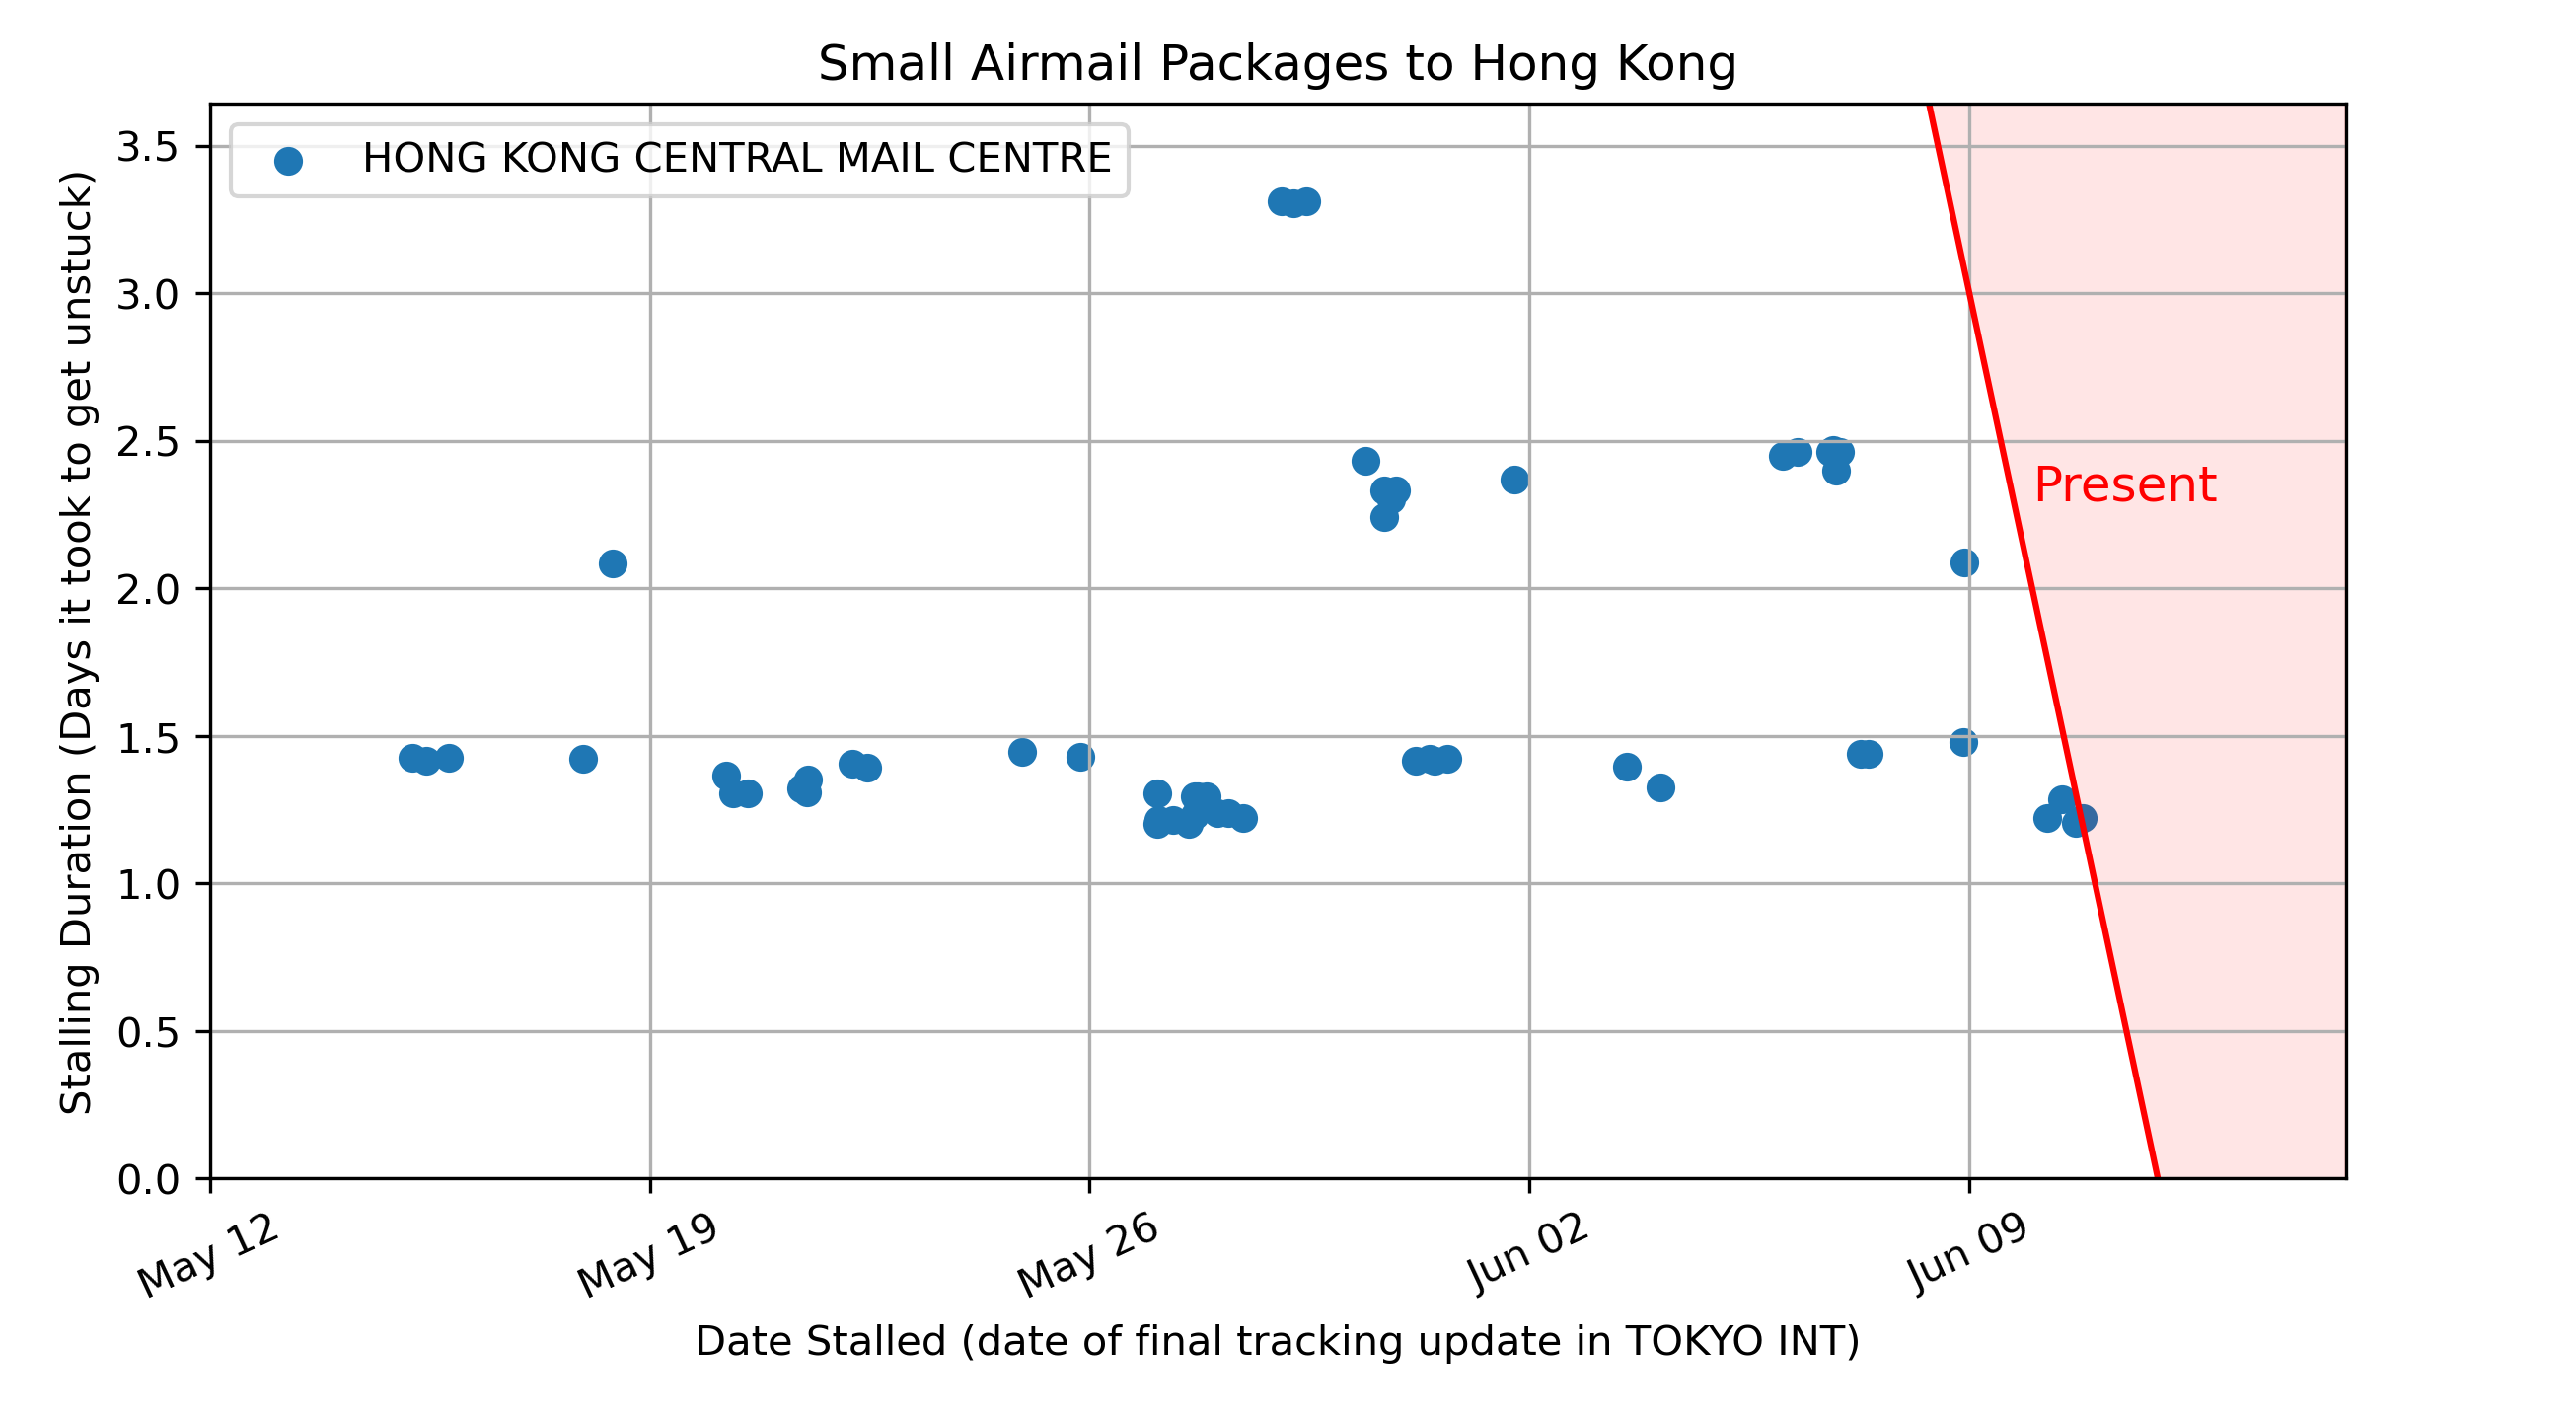 Small Airmail Packages to Hong Kong
HONG KONG CENTRAL MAIL CENTRE
Stalling Duration (Days it took to get unstuck)
3.5
3.0
2.5
2.0
1.5
1.0
0.5
0.0
Present
May 12
May 19
May 26
Jun 02
Jun 09
Date Stalled (date of final tracking update in TOKYO INT)